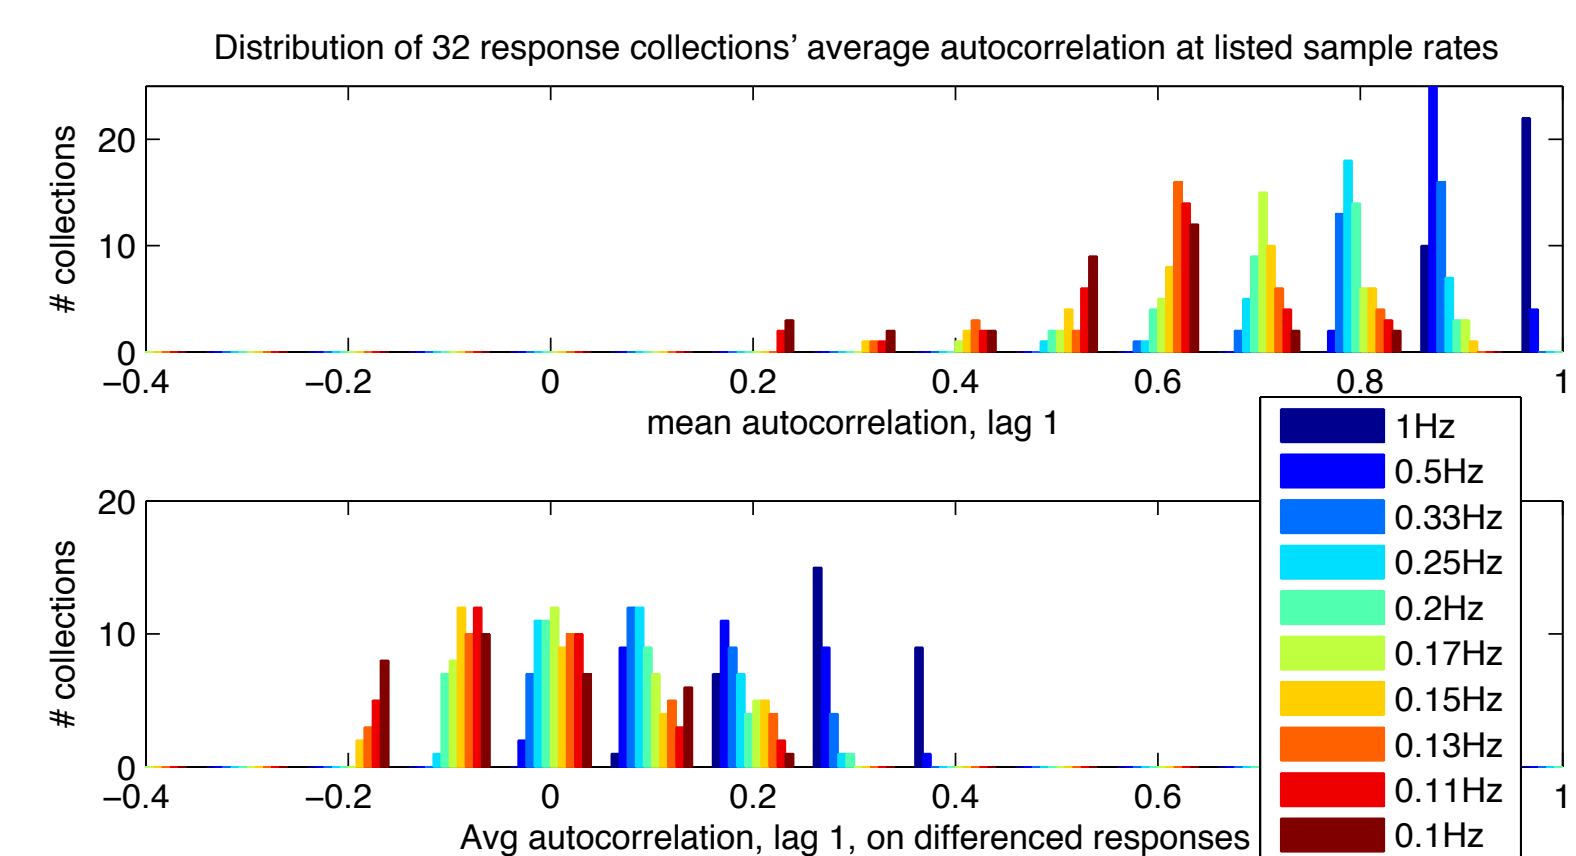 Distribution of 32 response collections’ average autocorrelation at listed sample rates
# collections
20
10
0
−0.4 −0.2 0 0.2 0.4 0.6 0.8 1
mean autocorrelation, lag 1
# collections
20
10
0
−0.4 −0.2 0 0.2 0.4 0.6 1
Avg autocorrelation, lag 1, on differenced responses
1Hz
0.5Hz
0.33Hz
0.25Hz
0.2Hz
0.17Hz
0.15Hz
0.13Hz
0.11Hz
0.1Hz